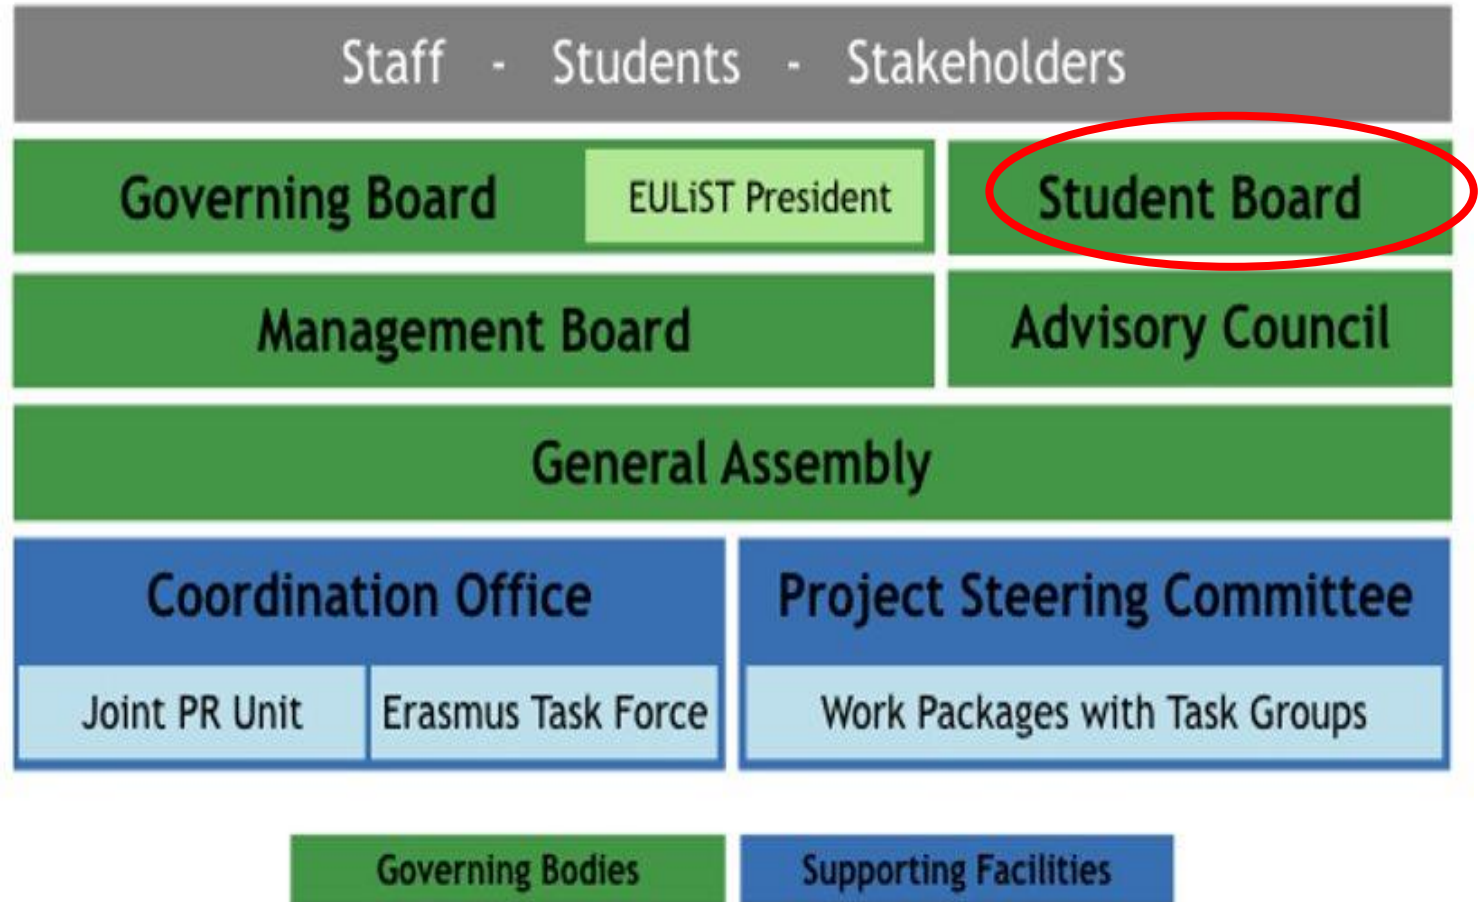 Staff - Students - Stakeholders
Governing Board
EULiST President
Student Board
Management Board
Advisory Council
General Assembly
Coordination Office
Project Steering Committee
Joint PR Unit
Erasmus Task Force
Work Packages with Task Groups
Governing Bodies
Supporting Facilities